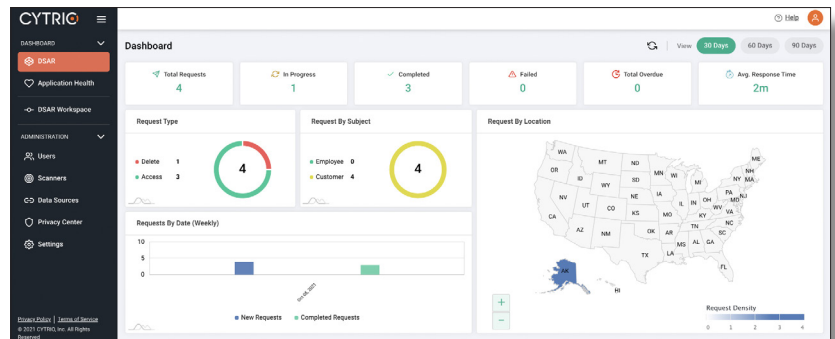 CYTRIO
Help
DASHBOARD
DSAR
Application Health
DSAR Workspace
ADMINISTRATION
Users
Scanners
Data Sources
Privacy Center
Settings
Privacy Policy | Terms of Service
© 2021 CYTRIO, Inc. All Rights
Reserved
Dashboard
View 30 Days 60 Days 90 Days
Total Requests
4
In Progress
1
Completed
3
Failed
0
Total Overdue
0
Avg. Response Time
2m
Request Type
Delete 1
Access 3
4
Request By Subject
Employee 0
Customer 4
4
Requests By Date (Weekly)
10
5
0
New Requests Completed Requests
Request By Location
WA
OR
ID
MT
ND
MN
WI
MI
ME
NH
NY MA
WY
SD
IA
NE
NV
UT
CO
KS
MO
IL
IN
OH
PA
NJ
MD
WV
VA
KY
CA
AZ
NM
OK
AR
TN
NC
SC
MS
AL
GA
TX
LA
FL
AK
HI
+
−
Request Density
0 1 2 3 4